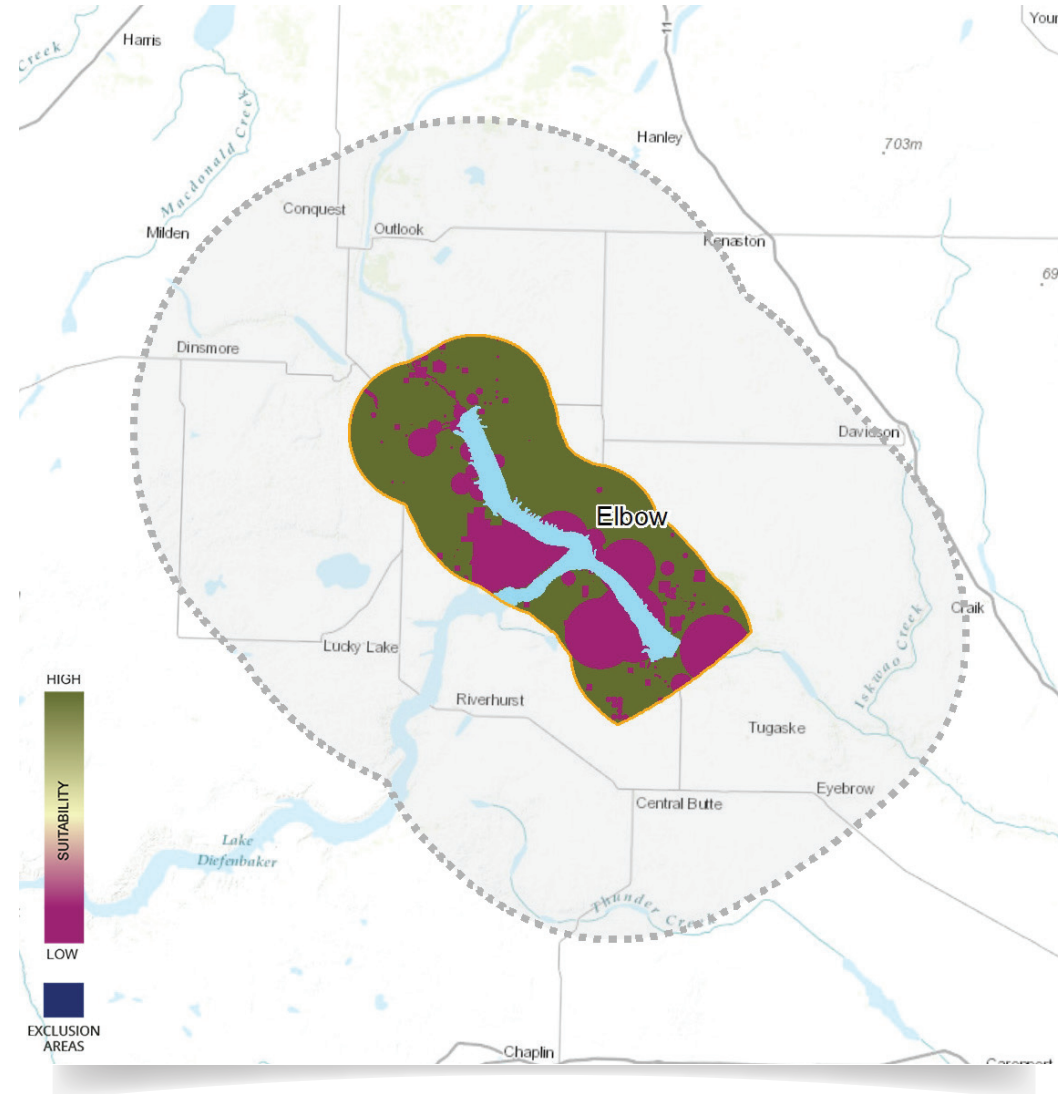 Harris
Your
Creek
11
Macdonald Creek
Hanley
703m
Conquest
Outlook
Milden
Kenaston
69
Dinsmore
Davidson
Elbow
Craik
Lucky Lake
Iskwao Creek
HIGH
Riverhurst
Tugaske
SUITABILITY
Eyebrow
Central Butte
Lake
Diefenbaker
Thunder Creek
LOW
EXCLUSION
AREAS
Chaplin